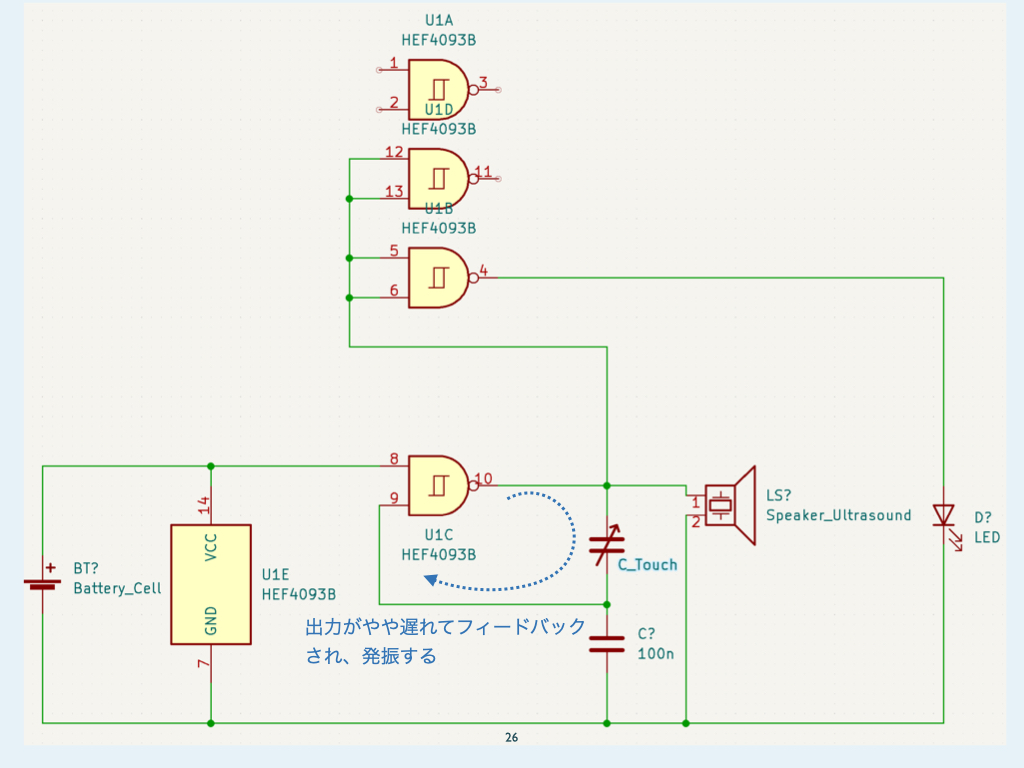 U1A
HEF4093B
1
2
3
U1D
HEF4093B
12
13
11
U1B
HEF4093B
5
6
4
8
9
10
U1C
HEF4093B
14
VCC
GND
7
U1E
HEF4093B
BT?
Battery_Cell
+
1
2
LS?
Speaker_Ultrasound
D?
LED
C_Touch
C?
100n
出力がやや遅れてフィードバック
され、発振する
26